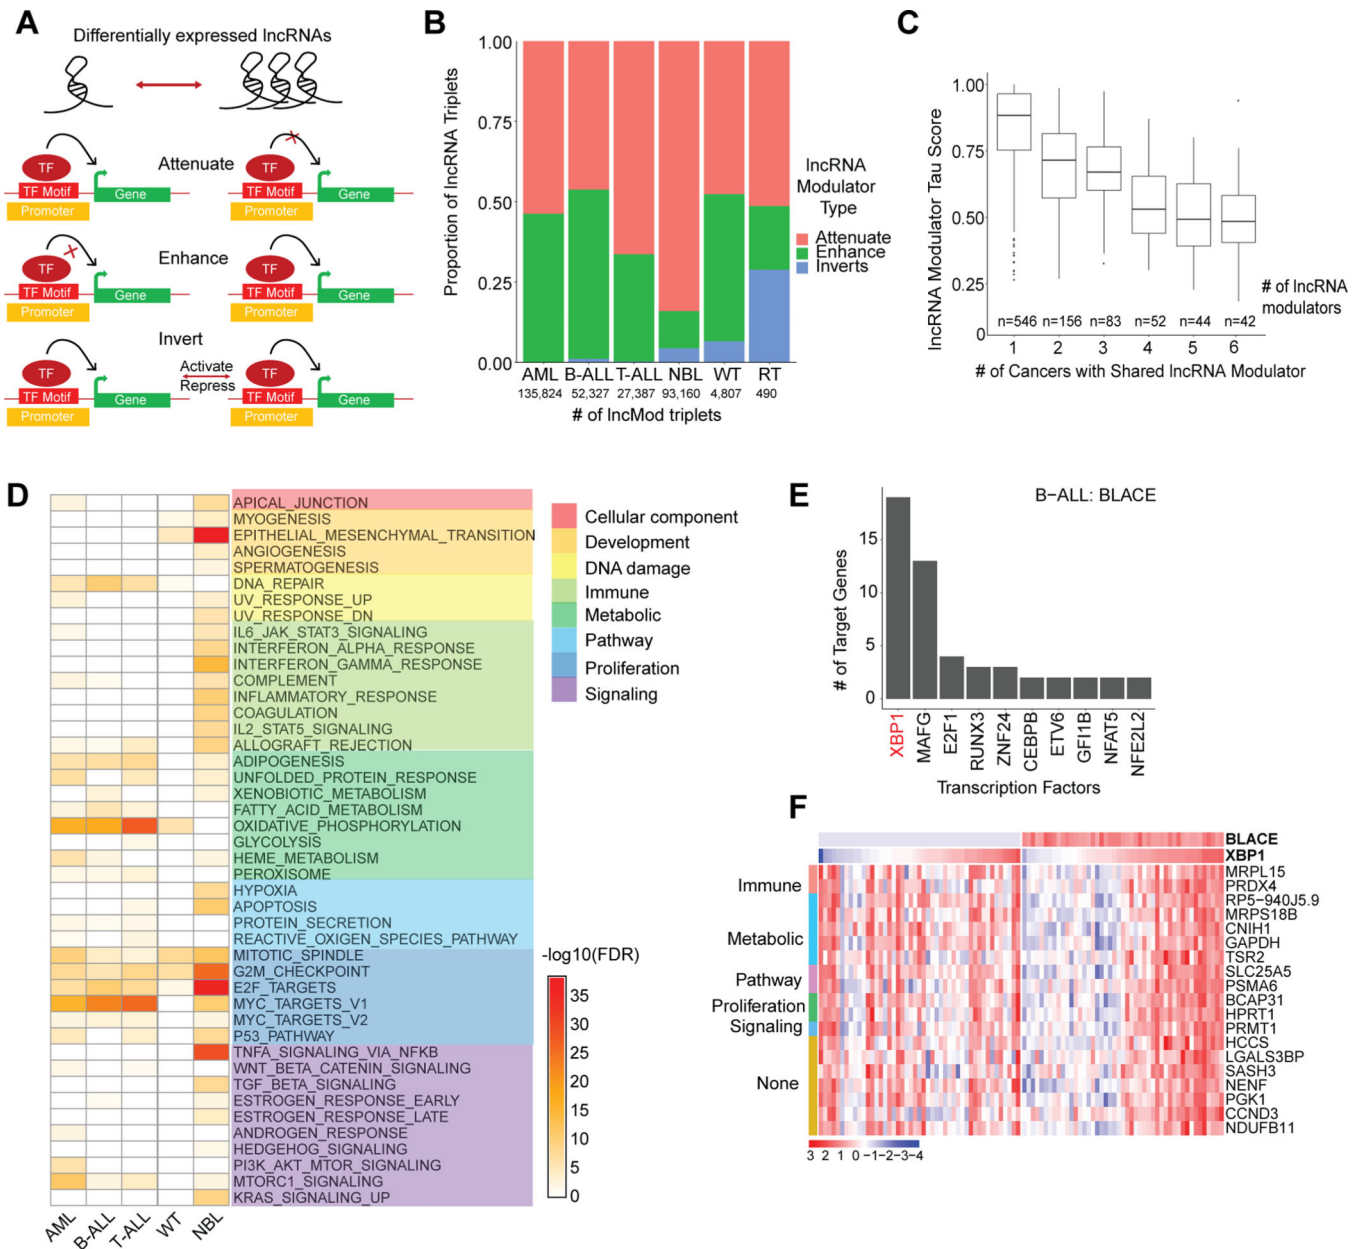 A
Differentially expressed lncRNAs
TF
TF Motif
Promoter
Gene
Attenuate
TF
TF Motif
Gene
TF
TF Motif
Promoter
Gene
Enhance
TF
TF Motif
Promoter
Gene
Invert
TF
TF Motif
Promoter
Gene
Activate
Repress
TF
TF Motif
Promoter
Gene
B
Proportion of lncRNA Triplets
1.00
0.75
0.50
0.25
0.00
AML B-ALL T-ALL NBL WT RT
135,824 52,327 27,387 93,160 4,807 490
# of lncMod triplets
lncRNA
Modulator
Type
Attenuate
Enhance
Inverts
C
lncRNA Modulator Tau Score
1.00
0.75
0.50
0.25
0
n=546 n=156 n=83 n=52 n=44 n=42
1 2 3 4 5 6
# of Cancers with Shared lncRNA Modulator
# of lncRNA
modulators
D
APICAL_JUNCTION
MYOGENESIS
EPITHELIAL_MESENCHYMAL_TRANSITION
ANGIOGENESIS
SPERMATOGENESIS
DNA_REPAIR
UV_RESPONSE_UP
UV_RESPONSE_DN
IL6_JAK_STAT3_SIGNALING
INTERFERON_ALPHA_RESPONSE
INTERFERON_GAMMA_RESPONSE
COMPLEMENT
INFLAMMATORY_RESPONSE
COAGULATION
IL2_STAT5_SIGNALING
ALLOGRAFT_REJECTION
ADIPOGENESIS
UNFOLDED_PROTEIN_RESPONSE
XENOBIOTIC_METABOLISM
FATTY_ACID_METABOLISM
OXIDATIVE_PHOSPHORYLATION
GLYCOLYSIS
HEME_METABOLISM
PEROXISOME
HYPOXIA
APOPTOSIS
PROTEIN_SECRETION
REACTIVE_OXIGEN_SPECIES_PATHWAY
MITOTIC_SPINDLE
G2M_CHECKPOINT
E2F_TARGETS
MYC_TARGETS_V1
MYC_TARGETS_V2
P53_PATHWAY
TNFA_SIGNALING_VIA_NFKB
WNT_BETA_CATENIN_SIGNALING
TGF_BETA_SIGNALING
ESTROGEN_RESPONSE_EARLY
ESTROGEN_RESPONSE_LATE
ANDROGEN_RESPONSE
HEDGEHOG_SIGNALING
PI3K_AKT_MTOR_SIGNALING
MTORC1_SIGNALING
KRAS_SIGNALING_UP
AML B-ALL T-ALL WT NBL
Cellular component
Development
DNA damage
Immune
Metabolic
Pathway
Proliferation
Signaling
-log10(FDR)
35
30
25
20
15
10
5
0
E
B−ALL: BLACE
# of Target Genes
15
10
5
0
XBP1 MAFG E2F1 RUNX3 ZNF24 CEBPB ETV6 GFI1B NFAT5 NFE2L2
Transcription Factors
F
BLACE
XBP1
MRPL15
PRDX4
RP5−940J5.9
MRPS18B
CNIH1
GAPDH
TSR2
SLC25A5
PSMA6
BCAP31
HPRT1
PRMT1
HCCS
LGALS3BP
SASH3
NENF
PGK1
CCND3
NDUFB11
Immune
Metabolic
Pathway
Proliferation
Signaling
None
3 2 1 0 −1−2−3−4